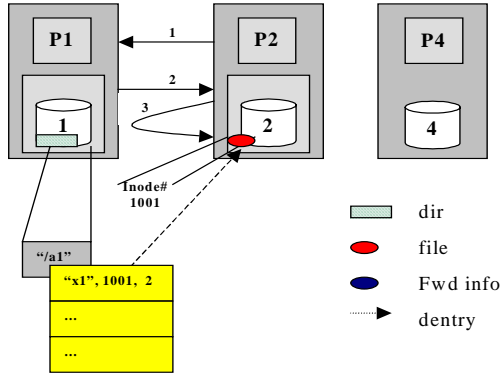 P1
P2
P4
1
2
3
1
2
4
Inode#
1001
"/a1"
"x1", 1001, 2
...
...
dir
file
Fwd info
dentry